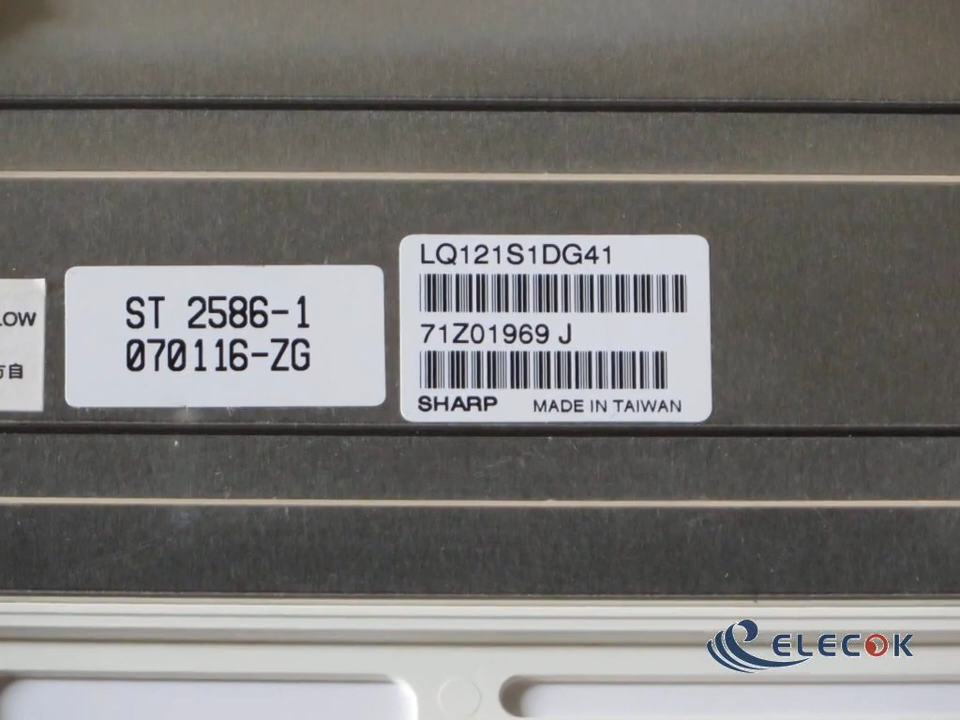 LOW
方自
ST 2586-1
070116-ZG
LQ121S1DG41
71Z01969 J
SHARP MADE IN TAIWAN
ELECOK